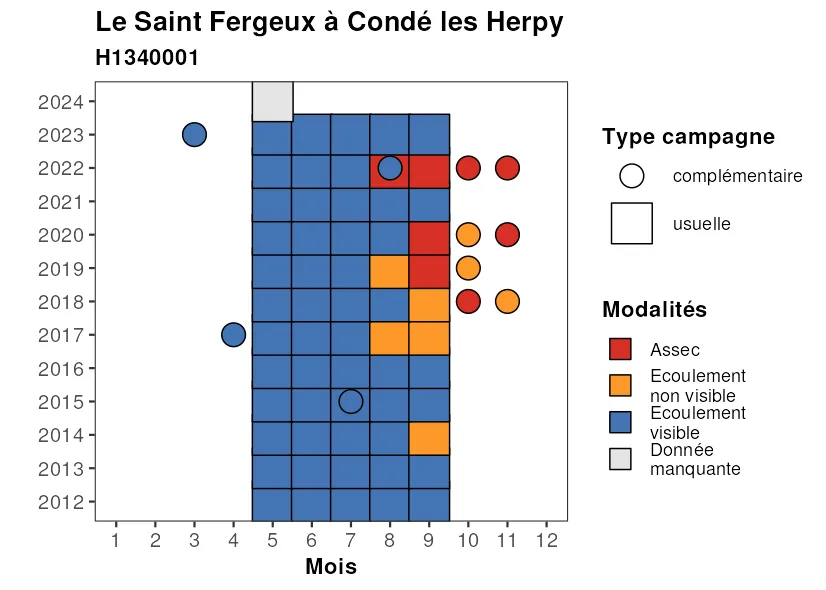 Le Saint Fergeux à Condé les Herpy
H1340001
2024
2023
2022
2021
2020
2019
2018
2017
2016
2015
2014
2013
2012
1 2 3 4 5 6 7 8 9 10 11 12
Mois
Type campagne
complémentaire
usuelle
Modalités
Assec
Ecoulement
non visible
Ecoulement
visible
Donnée
manquante